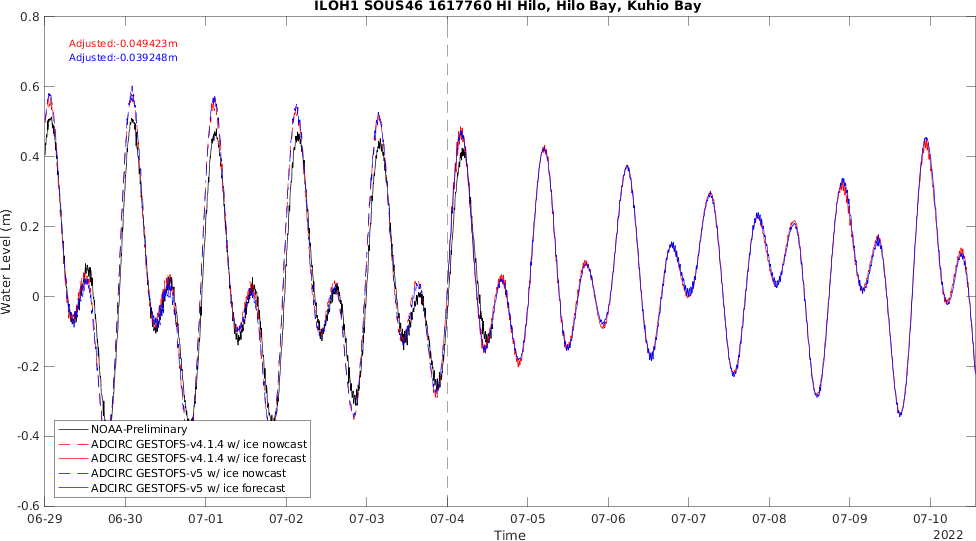 ILOH1 SOUS46 1617760 HI Hilo, Hilo Bay, Kuhio Bay
Adjusted:-0.049423m
Adjusted:-0.039248m
0.8
0.6
0.4
0.2
0
-0.2
-0.4
-0.6
Water Level (m)
NOAA-Preliminary
ADCIRC GESTOFS-v4.1.4 w/ ice nowcast
ADCIRC GESTOFS-v4.1.4 w/ ice forecast
ADCIRC GESTOFS-v5 w/ ice nowcast
ADCIRC GESTOFS-v5 w/ ice forecast
06-29 06-30 07-01 07-02 07-03 07-04 07-05 07-06 07-07 07-08 07-09 07-10
Time
2022